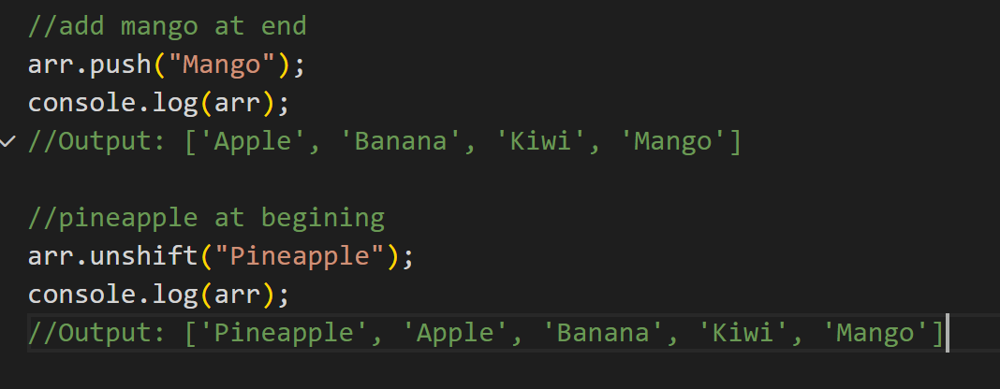 //add mango at end
arr.push("Mango");
console.log(arr);
//Output: ['Apple', 'Banana', 'Kiwi', 'Mango']
//pineapple at begining
arr.unshift("Pineapple");
console.log(arr);
//Output: ['Pineapple', 'Apple', 'Banana', 'Kiwi', 'Mango']